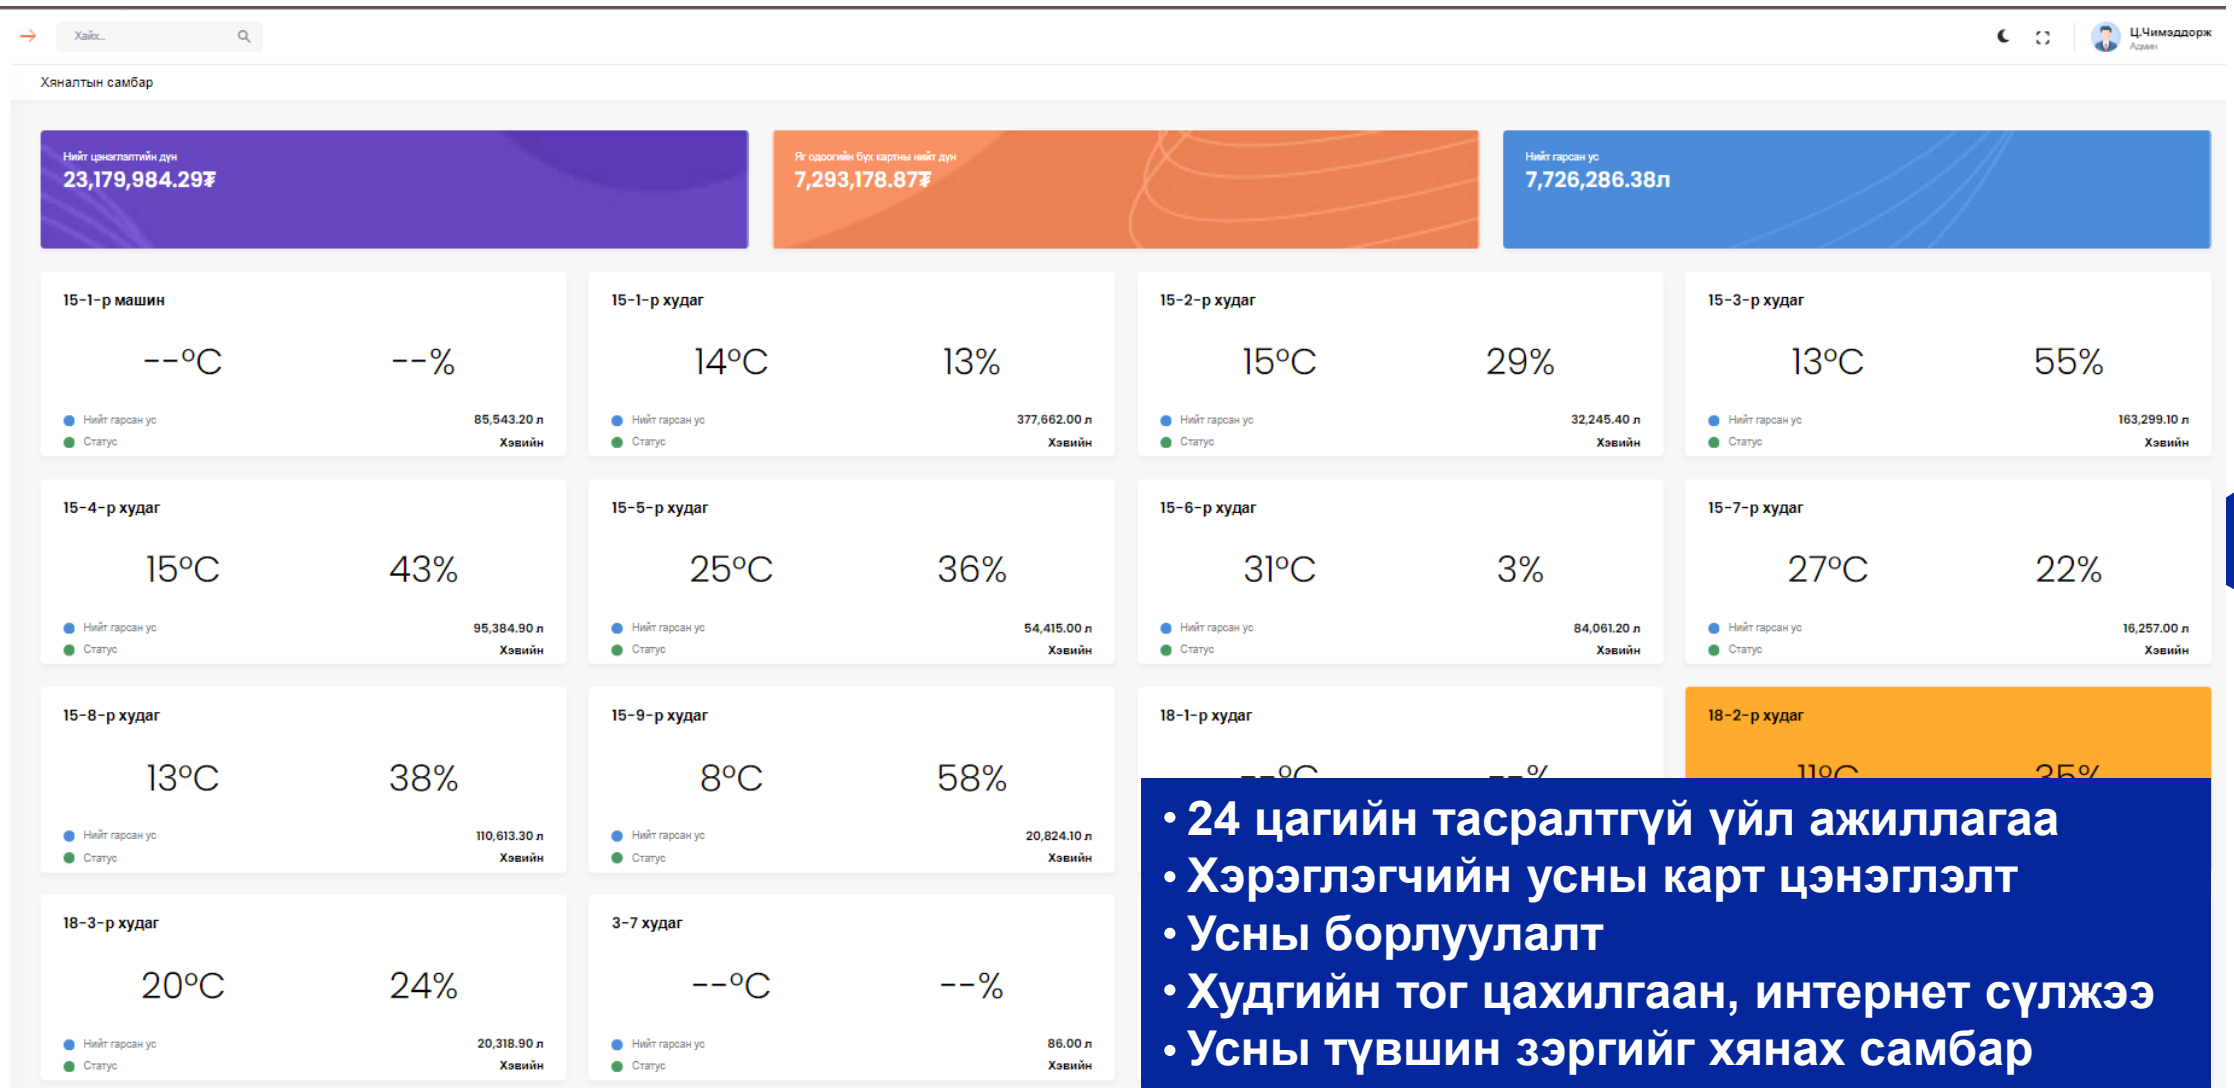 Хайх...
Ц.Чимэддорж
Админ
Хяналтын самбар
Нийт цэнэглэлтийн дүн
23,179,984.29₮
Яг одоогийн бүх картны нийт дүн
7,293,178.87₮
Нийт гарсан ус
7,726,286.38л
15-1-р машин
--°C --%
Нийт гарсан ус 85,543.20 л
Статус Хэвийн
15-1-р худаг
14°C 13%
Нийт гарсан ус 377,662.00 л
Статус Хэвийн
15-2-р худаг
15°C 29%
Нийт гарсан ус 32,245.40 л
Статус Хэвийн
15-3-р худаг
13°C 55%
Нийт гарсан ус 163,299.10 л
Статус Хэвийн
15-4-р худаг
15°C 43%
Нийт гарсан ус 95,384.90 л
Статус Хэвийн
15-5-р худаг
25°C 36%
Нийт гарсан ус 54,415.00 л
Статус Хэвийн
15-6-р худаг
31°C 3%
Нийт гарсан ус 84,061.20 л
Статус Хэвийн
15-7-р худаг
27°C 22%
Нийт гарсан ус 16,257.00 л
Статус Хэвийн
15-8-р худаг
13°C 38%
Нийт гарсан ус 110,613.30 л
Статус Хэвийн
15-9-р худаг
8°C 58%
Нийт гарсан ус 20,824.10 л
Статус Хэвийн
18-1-р худаг
--°C --%
18-2-р худаг
11°C 35%
18-3-р худаг
20°C 24%
Нийт гарсан ус 20,318.90 л
Статус Хэвийн
3-7 худаг
--°C --%
Нийт гарсан ус 86.00 л
Статус Хэвийн
• 24 цагийн тасралтгүй үйл ажиллагаа
• Хэрэглэгчийн усны карт цэнэглэлт
• Усны борлуулалт
• Худгийн тог цахилгаан, интернет сүлжээ
• Усны түвшин зэргийг хянах самбар